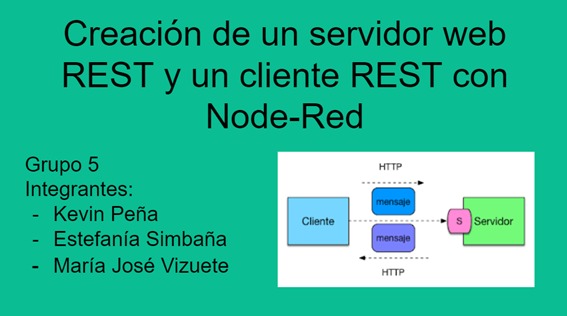 Creación de un servidor web
REST y un cliente REST con
Node-Red
Grupo 5
Integrantes:
- Kevin Peña
- Estefanía Simbaña
- María José Vizuete
HTTP
mensaje
Cliente
S
Servidor
mensaje
HTTP